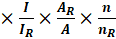 × I/I_R × A_R/A × n/n_R